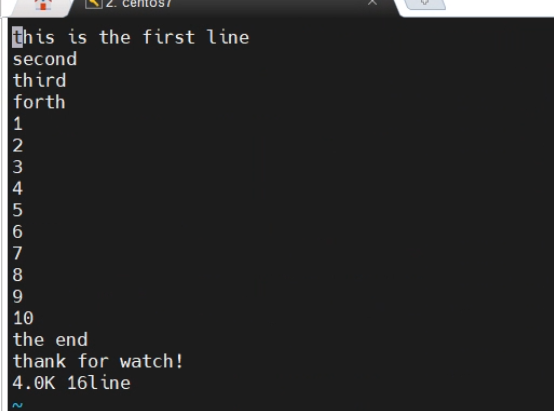 2. centos7
this is the first line
second
third
forth
1
2
3
4
5
6
7
8
9
10
the end
thank for watch!
4.0K 16line
~